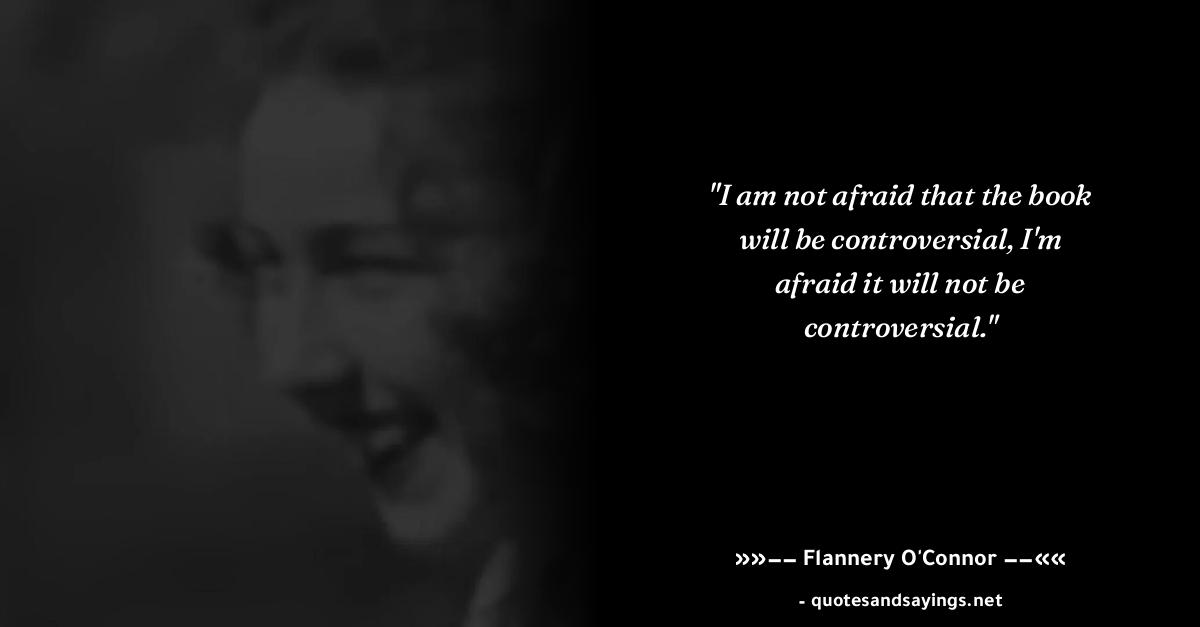 "I am not afraid that the book
will be controversial, I'm
afraid it will not be
controversial."
»»−− Flannery O'Connor −−««
- quotesandsayings.net